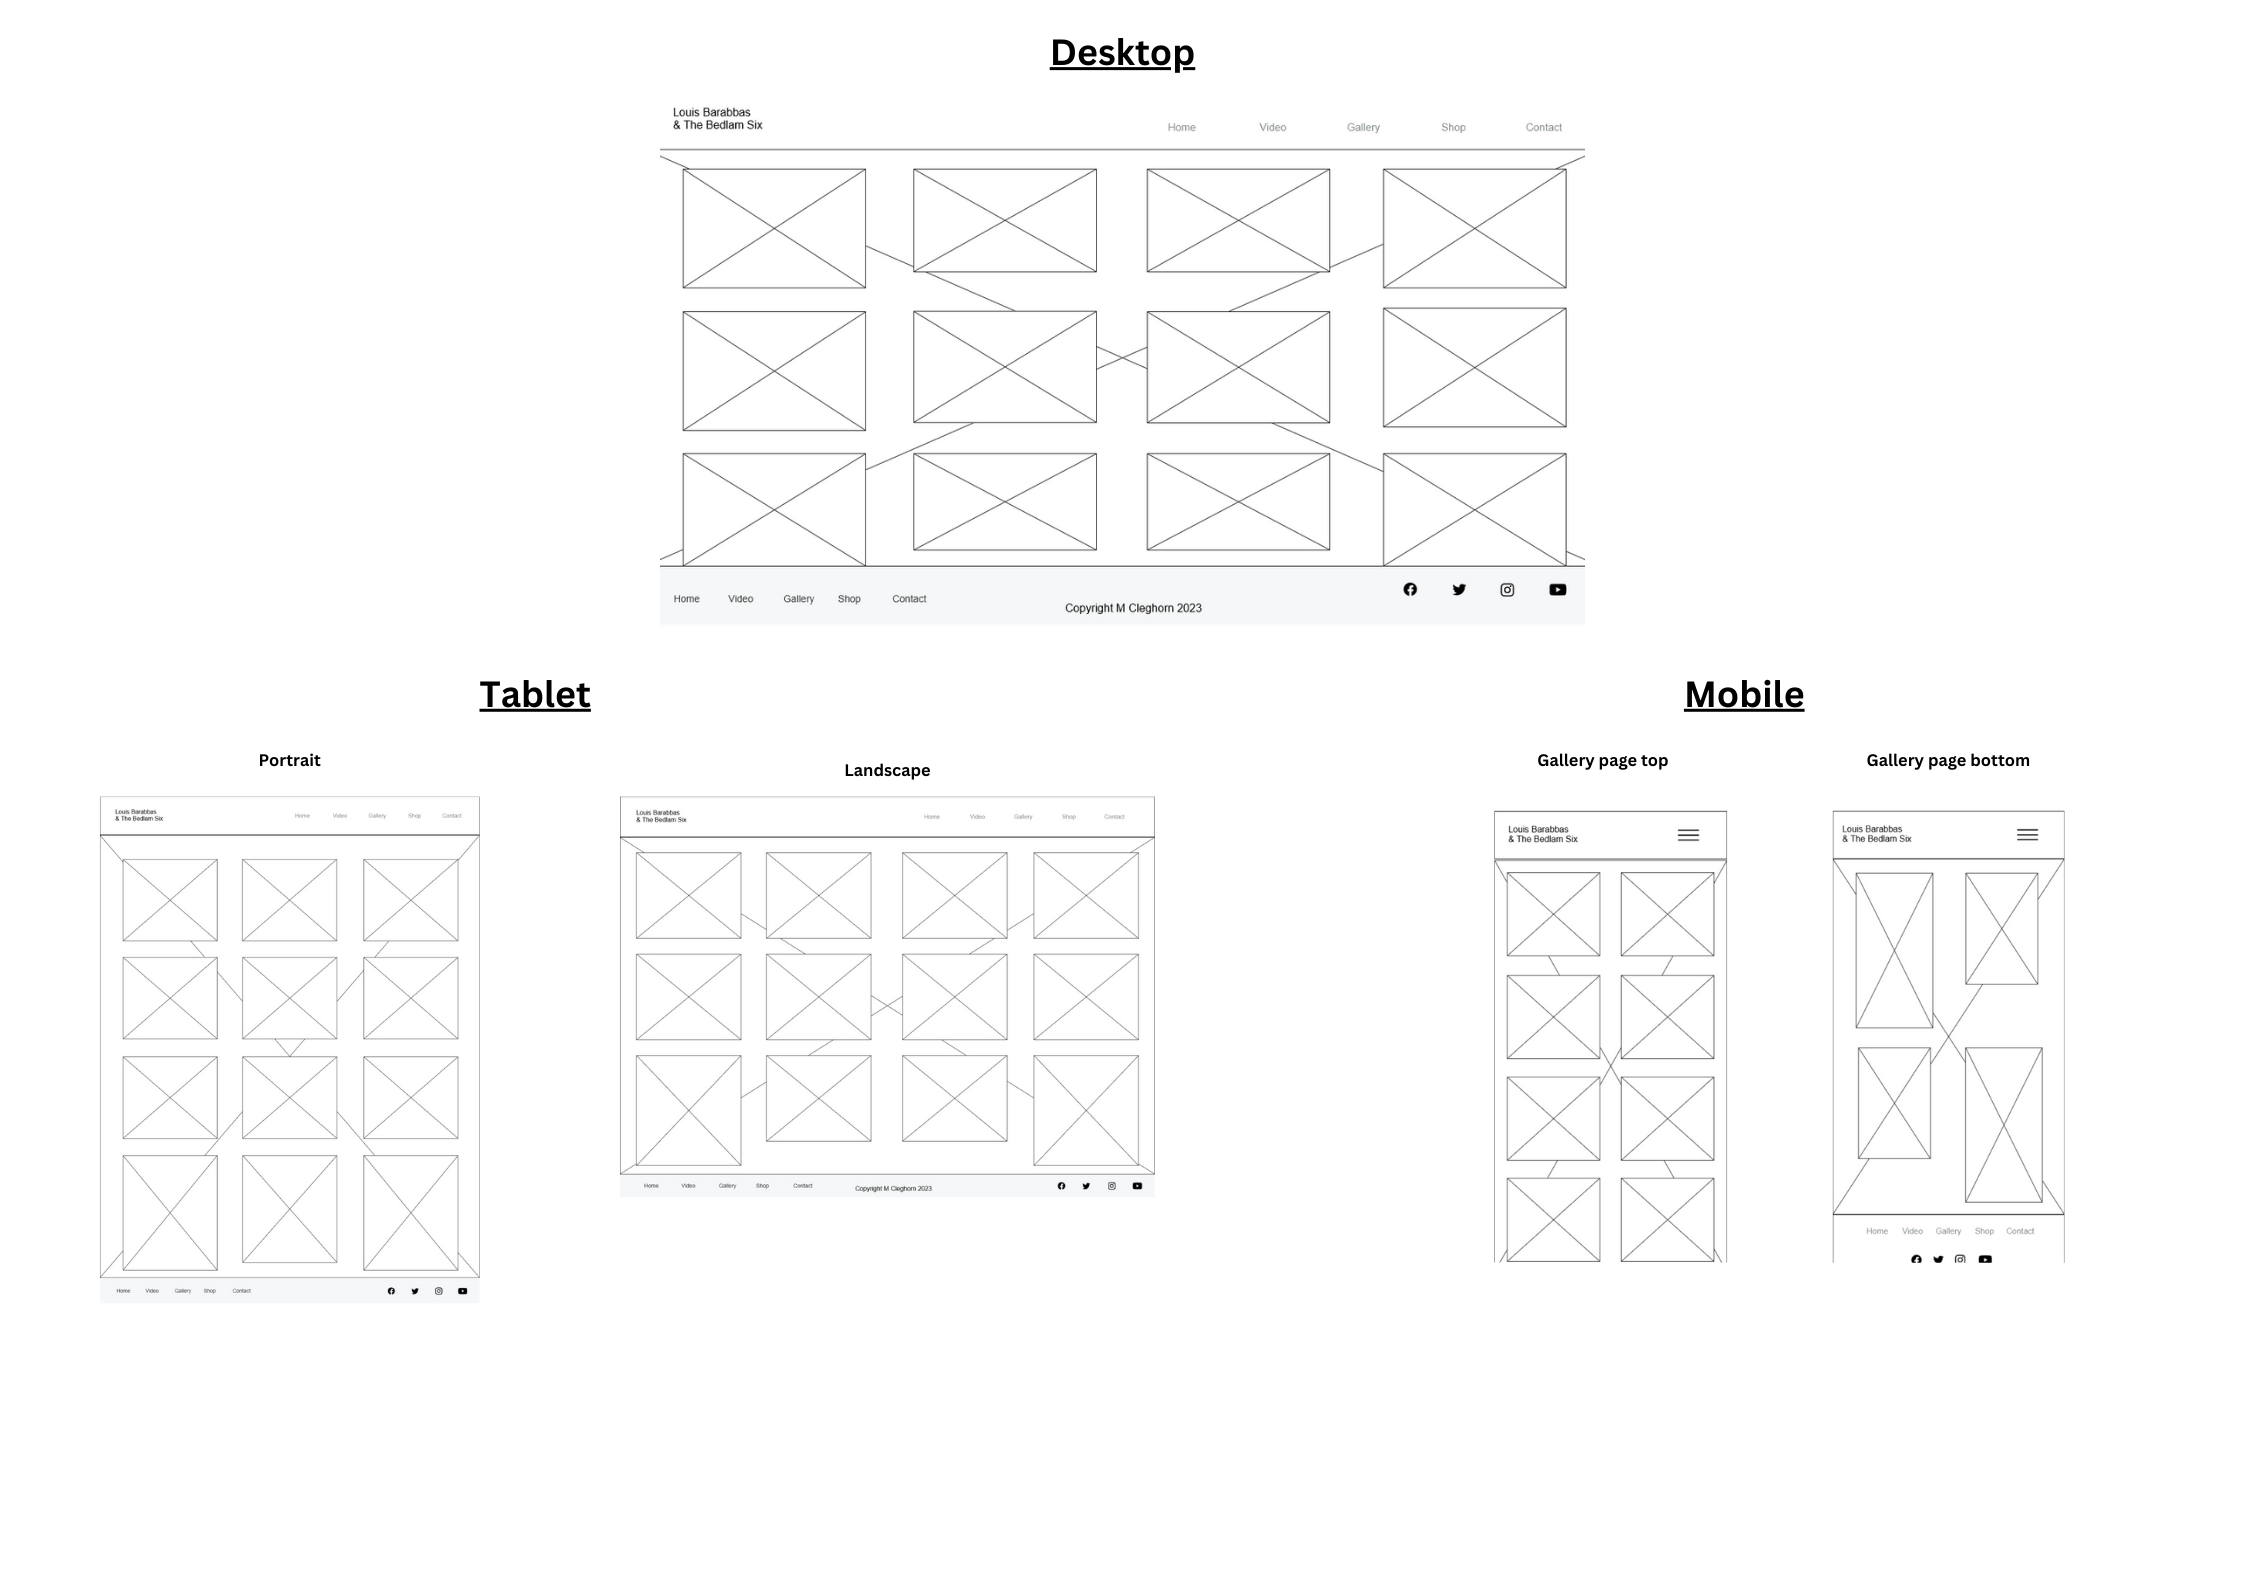 Desktop
Louis Barabbas
& The Bedlam Six
Home Video Gallery Shop Contact
Home Video Gallery Shop Contact
Copyright M Cleghorn 2023
Tablet
Portrait
Louis Barabbas
& The Bedlam Six
Home Video Gallery Shop Contact
Home Video Gallery Shop Contact
Landscape
Louis Barabbas
& The Bedlam Six
Home Video Gallery Shop Contact
Home Video Gallery Shop Contact
Copyright M Cleghorn 2023
Mobile
Gallery page top
Louis Barabbas
& The Bedlam Six
Gallery page bottom
Louis Barabbas
& The Bedlam Six
Home Video Gallery Shop Contact